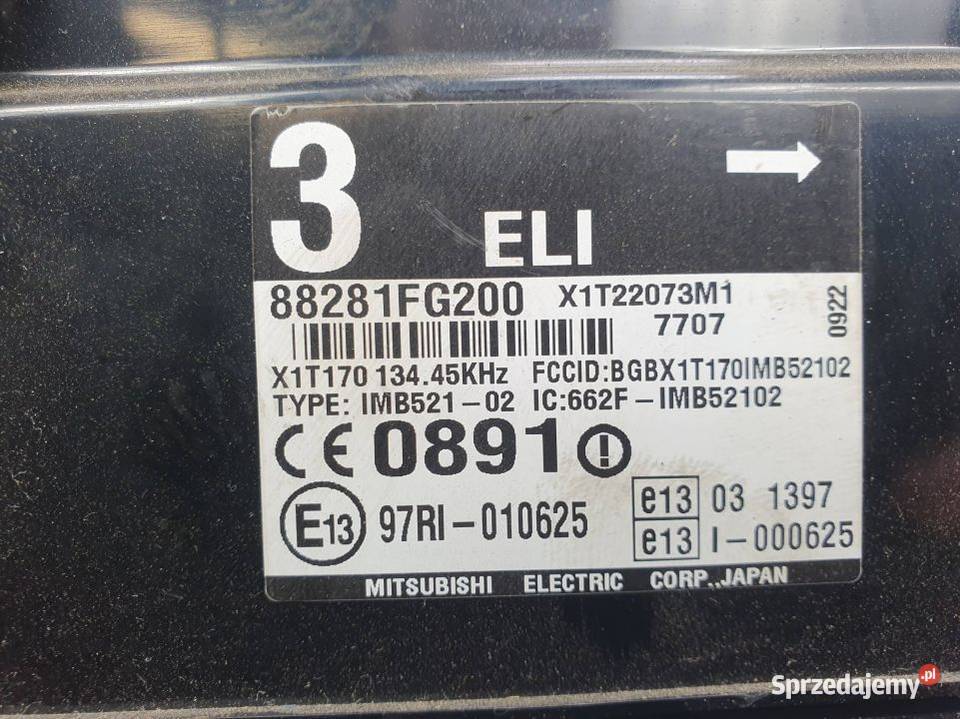 3
ELI
88281FG200 X1T22073M1
7707
0922
X1T170 134.45KHz FCCID:BGBX1T170IMB52102
TYPE: IMB521-02 IC:662F-IMB52102
CE 0891 !
E13 97RI-010625
e13 03 1397
e13 I-000625
MITSUBISHI ELECTRIC CORP.,JAPAN
Sprzedajemy.pl